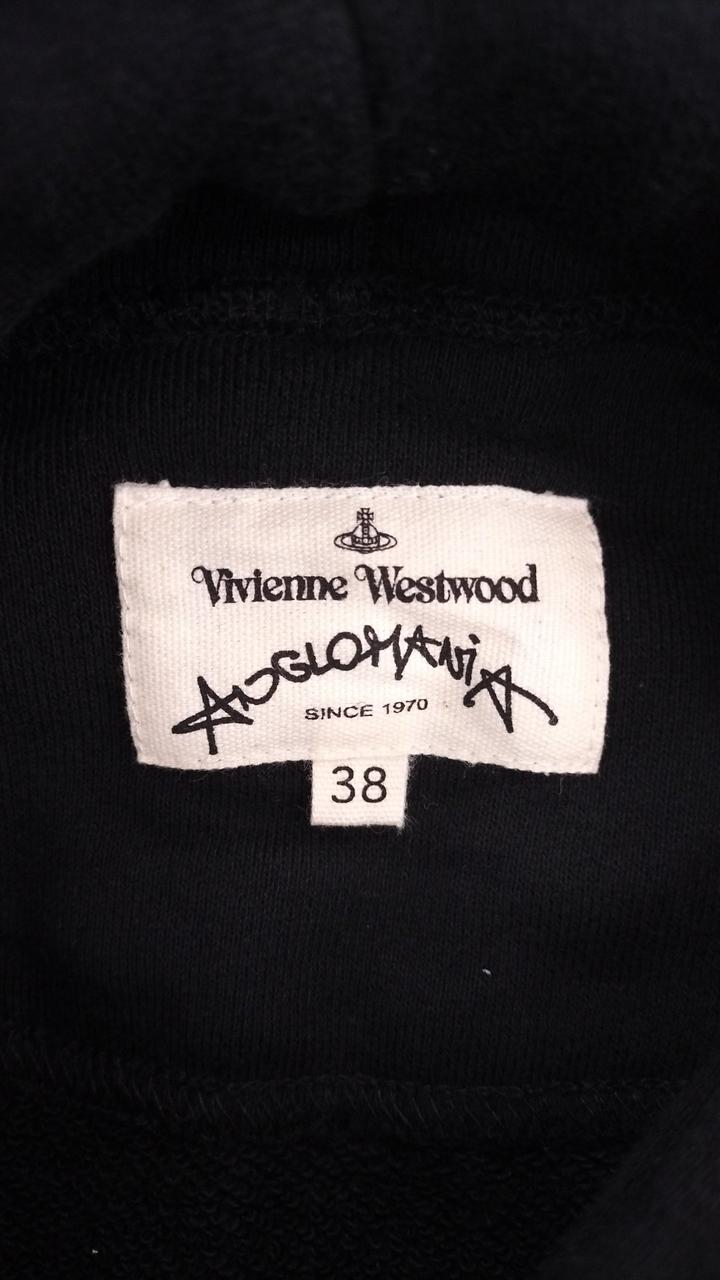 Vivienne Westwood
ANGLOMANiA
SINCE 1970
38